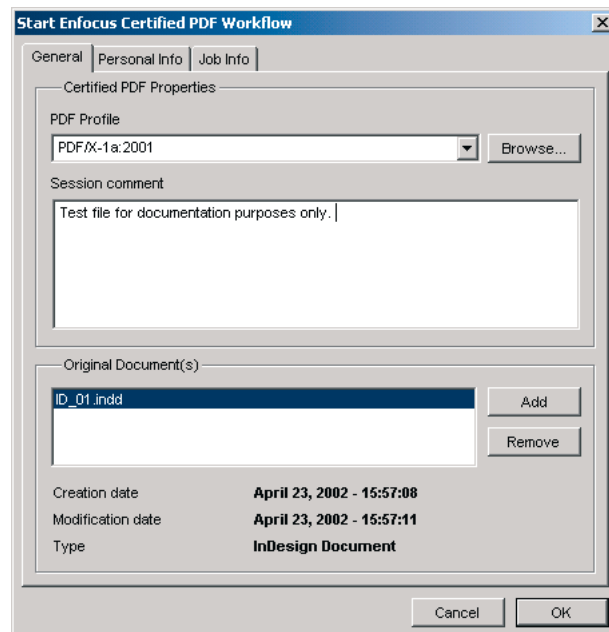 Start Enfocus Certified PDF Workflow
General Personal Info Job Info
Certified PDF Properties
PDF Profile
PDF/X-1a:2001 Browse...
Session comment
Test file for documentation purposes only.
Original Document(s)
ID_01.indd
Add
Remove
Creation date April 23, 2002 - 15:57:08
Modification date April 23, 2002 - 15:57:11
Type InDesign Document
Cancel OK